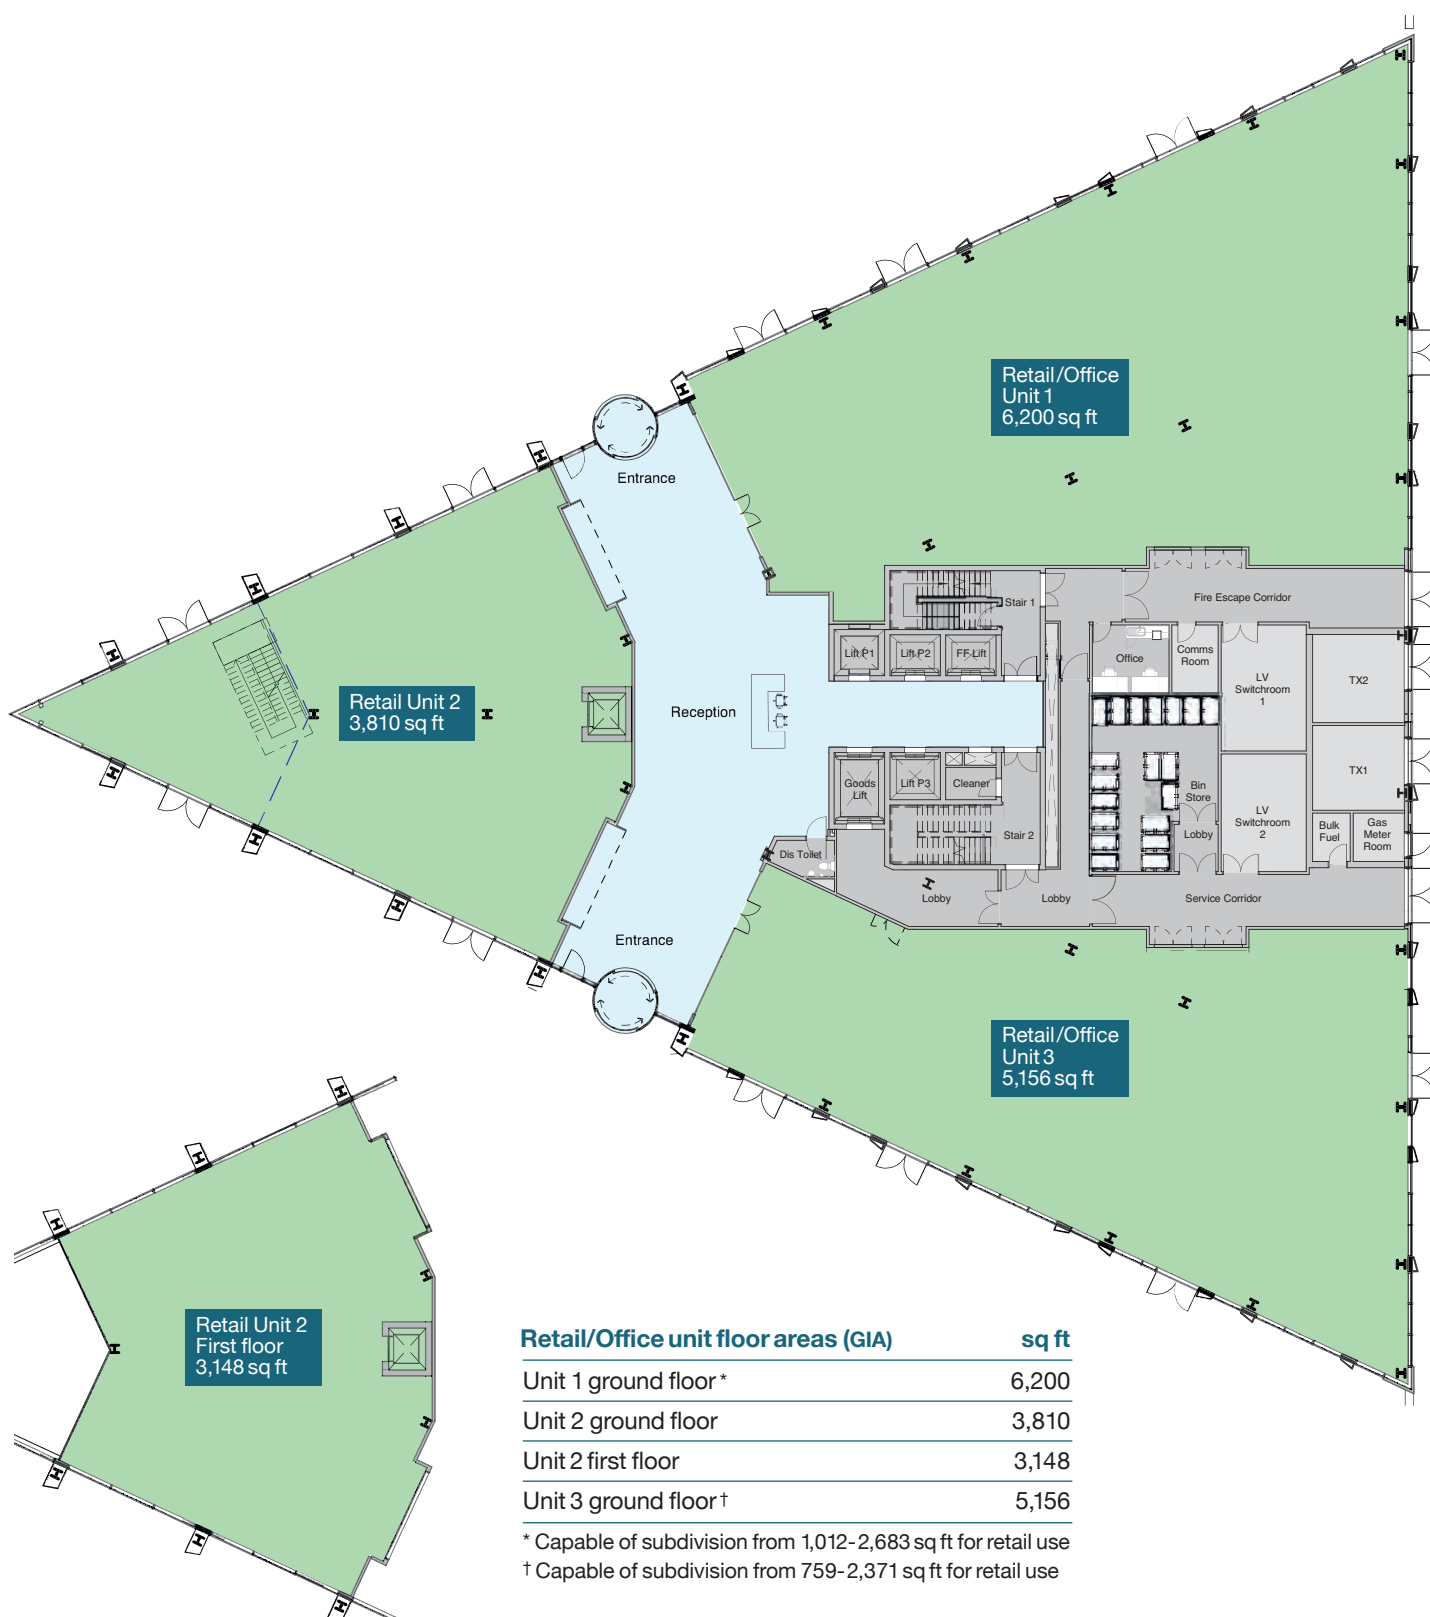 Retail/Office
Unit 1
6,200 sq ft
Entrance
Stair 1
Fire Escape Corridor
Lift P1
Lift P2
FF Lift
Office
Comms
Room
LV
Switchroom
1
TX2
Retail Unit 2
3,810 sq ft
Reception
TX1
Goods
Lift
Lift P3
Cleaner
Bin
Store
LV
Switchroom
2
Bulk
Fuel
Gas
Meter
Room
Stair 2
Lobby
Dis Toilet
Lobby
Lobby
Service Corridor
Entrance
Retail/Office
Unit 3
5,156 sq ft
Retail Unit 2
First floor
3,148 sq ft
Retail/Office unit floor areas (GIA) sq ft
Unit 1 ground floor* 6,200
Unit 2 ground floor 3,810
Unit 2 first floor 3,148
Unit 3 ground floor† 5,156
* Capable of subdivision from 1,012-2,683 sq ft for retail use
† Capable of subdivision from 759-2,371 sq ft for retail use